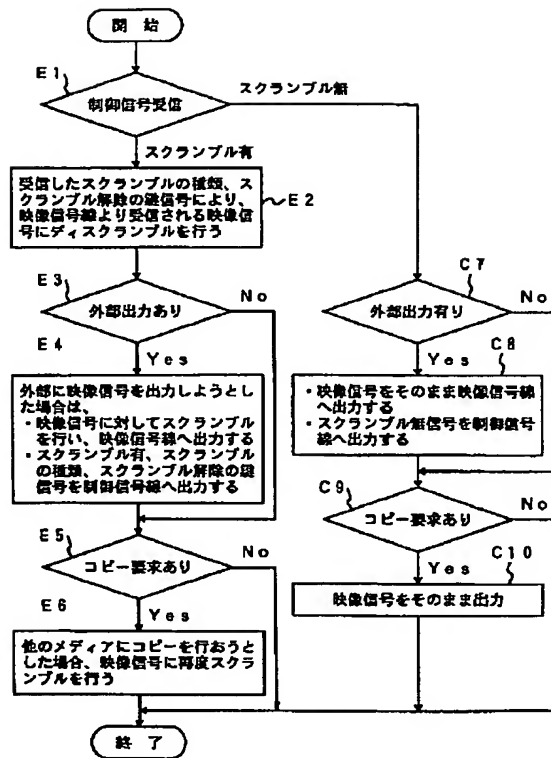 開 始
E1
制御信号受信
スクランブル無
スクランブル有
受信したスクランブルの種類、ス
クランブル解除の鍵信号により、
映像信号線より受信される映像信
号にディスクランブルを行う
E2
E3
外部出力あり
No
Yes
E4
外部に映像信号を出力しようとし
た場合は、
・映像信号に対してスクランブル
を行い、映像信号線へ出力する
・スクランブル有、スクランブル
の種類、スクランブル解除の鍵
信号を制御信号線へ出力する
E5
コピー要求あり
No
Yes
E6
他のメディアにコピーを行おうと
した場合、映像信号に再度スクラ
ンブルを行う
終 了
C7
外部出力有り
No
Yes
C8
・映像信号をそのまま映像信号線
へ出力する
・スクランブル無信号を制御信号
線へ出力する
C9
コピー要求あり
No
Yes
C10
映像信号をそのまま出力